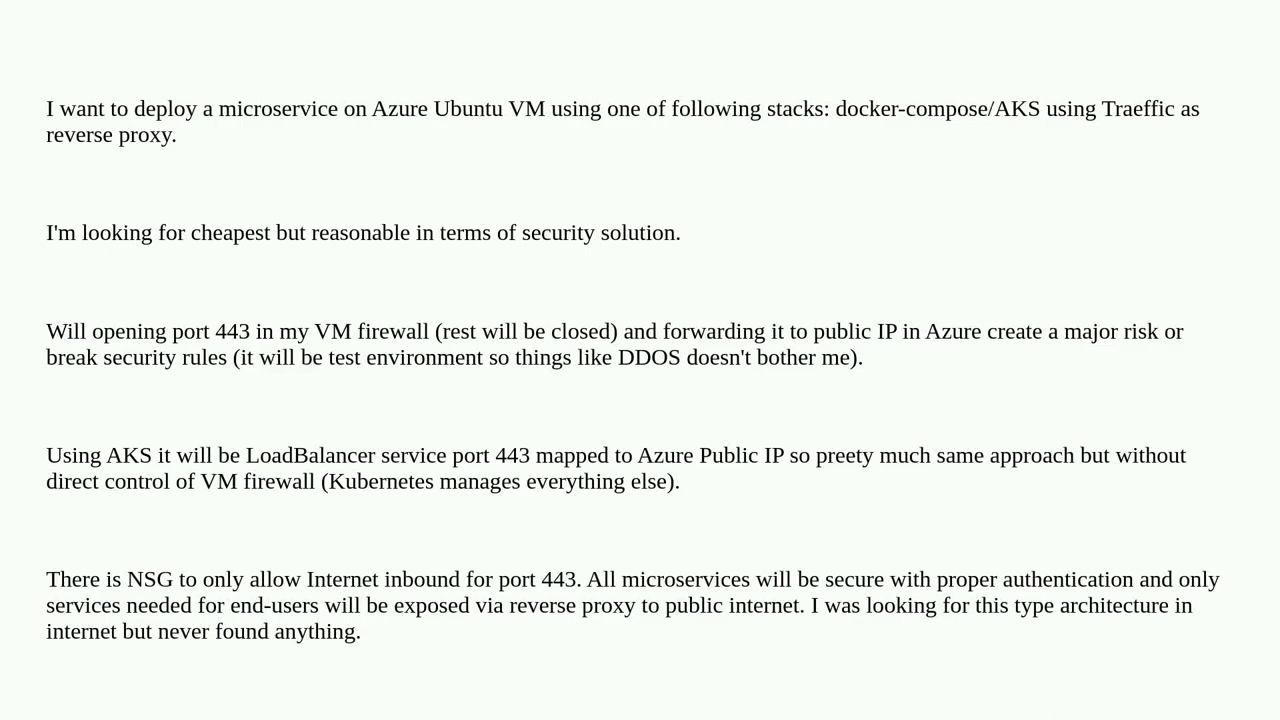 I want to deploy a microservice on Azure Ubuntu VM using one of following stacks: docker-compose/AKS using Traeffic as
reverse proxy.
I'm looking for cheapest but reasonable in terms of security solution.
Will opening port 443 in my VM firewall (rest will be closed) and forwarding it to public IP in Azure create a major risk or
break security rules (it will be test environment so things like DDOS doesn't bother me).
Using AKS it will be LoadBalancer service port 443 mapped to Azure Public IP so preety much same approach but without
direct control of VM firewall (Kubernetes manages everything else).
There is NSG to only allow Internet inbound for port 443. All microservices will be secure with proper authentication and only
services needed for end-users will be exposed via reverse proxy to public internet. I was looking for this type architecture in
internet but never found anything.